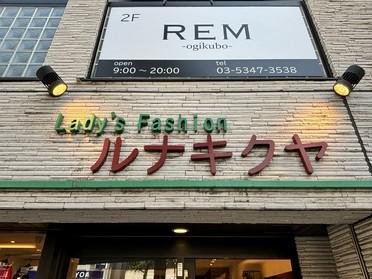 2F
REM
-ogikubo-
open
9:00～20:00
tel
03-5347-3538
Lady's Fashion
ルナキクヤ